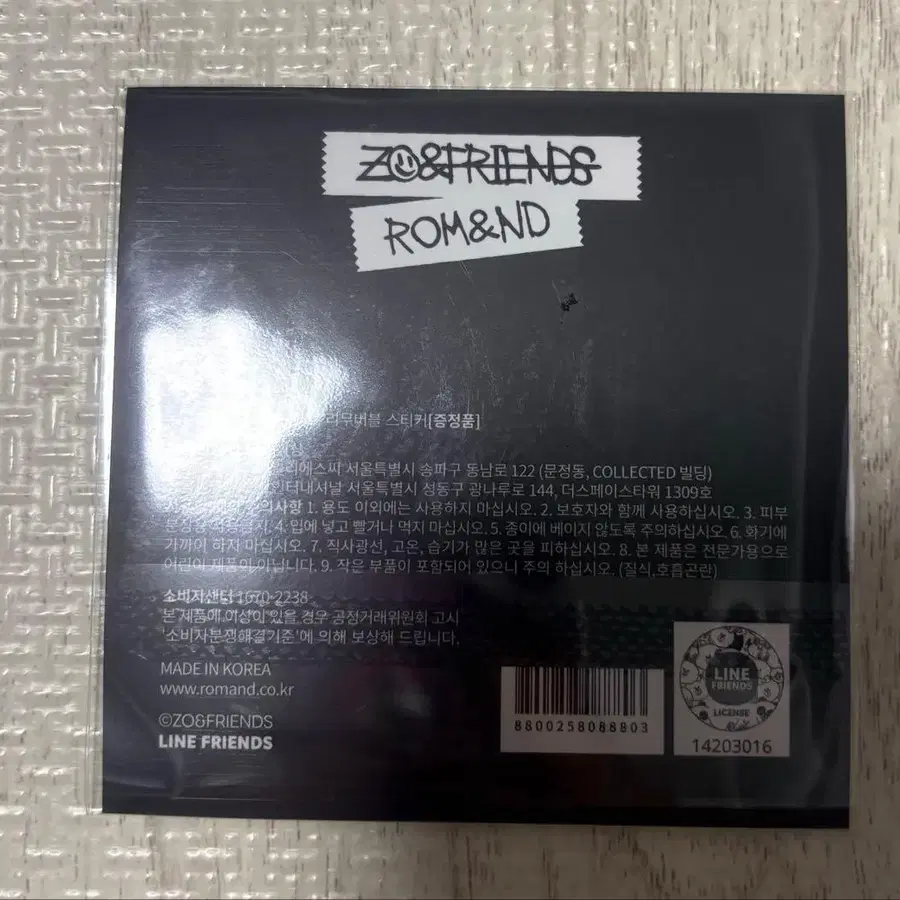 ZO&FRIENDS
ROM&ND
리무버블 스티커[증정품]
서울특별시 송파구 동남로 122 (문정동, COLLECTED 빌딩)
서울특별시 성동구 광나루로 144, 더스페이스타워 1309호
1. 용도 이외에는 사용하지 마십시오. 2. 보호자와 함께 사용하십시오. 3. 피부
4. 입에 넣고 빨거나 먹지 마십시오. 5. 종이에 베이지 않도록 주의하십시오. 6. 화기에
가까이 하지 마십시오. 7. 직사광선, 고온, 습기가 많은 곳을 피하십시오. 8. 본 제품은 전문가용으로
어린이 제품이 아닙니다. 9. 작은 부품이 포함되어 있으니 주의 하십시오. (질식,호흡곤란)
소비자센터 1670-2238
본 제품에 이상이 있을 경우 공정거래위원회 고시
'소비자분쟁해결기준'에 의해 보상해 드립니다.
MADE IN KOREA
www.romand.co.kr
©ZO&FRIENDS
LINE FRIENDS
8800258088803
LINE
FRIENDS
LICENSE
14203016